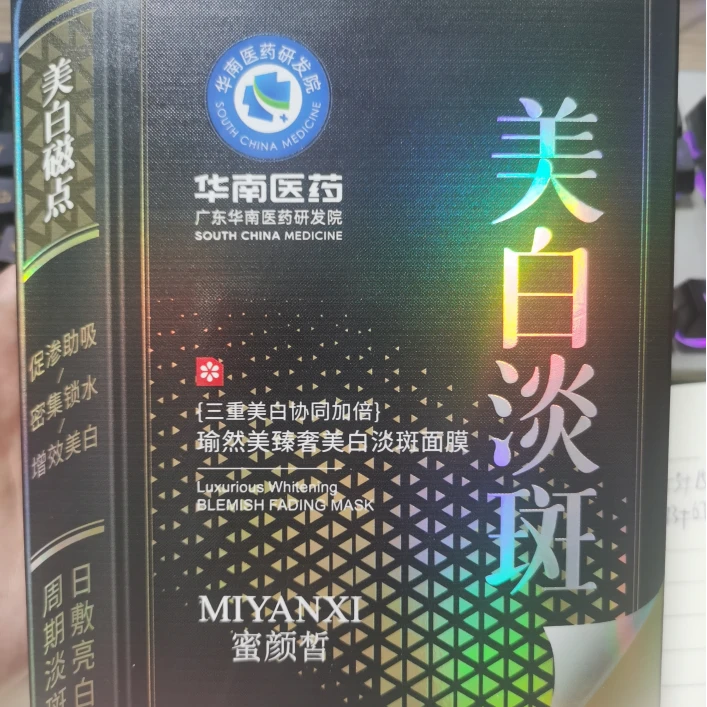 美白磁点
促渗助吸
/
密集锁水
/
增效美白
日敷亮白
周期淡斑
华南医药研发院
SOUTH CHINA MEDICINE
华南医药
广东华南医药研发院
SOUTH CHINA MEDICINE
{三重美白协同加倍}
瑜然美臻奢美白淡斑面膜
Luxurious Whitening
BLEMISH FADING MASK
MIYANXI
蜜颜皙
美白淡斑